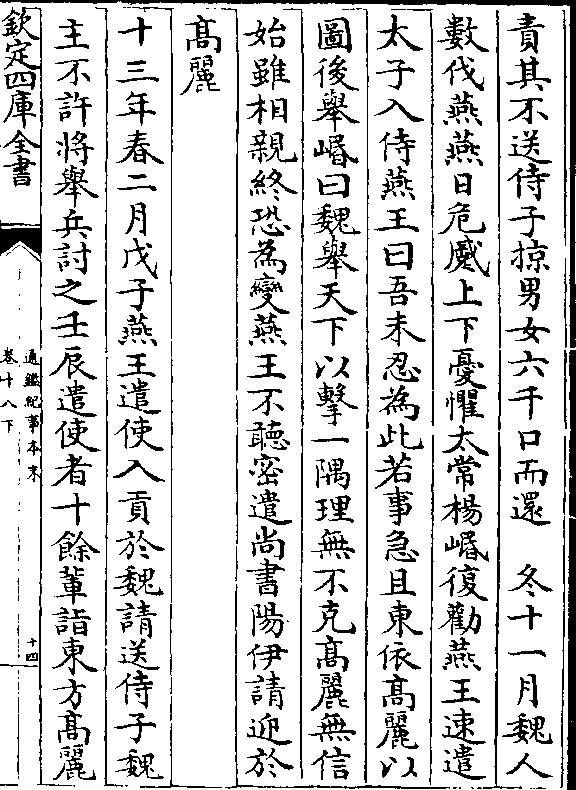 責其不送侍子掠男女六千口而還　冬十一月魏人
數伐燕燕日危蹙上下憂懼太常楊㟭復勸燕王速遣
太子入侍燕王曰吾未忍為此若事急且東依髙麗以
圖後舉㟭曰魏舉天下以擊一隅理無不克髙麗無信
始雖相親終恐為變燕王不聽宻遣尚書陽伊請迎於
髙麗
十三年春二月戊子燕王遣使入貢於魏請送侍子魏
主不許將舉兵討之壬辰遣使者十餘輩詣東方髙麗
欽定四庫全書
通鑑紀事本末
卷十八下
十四